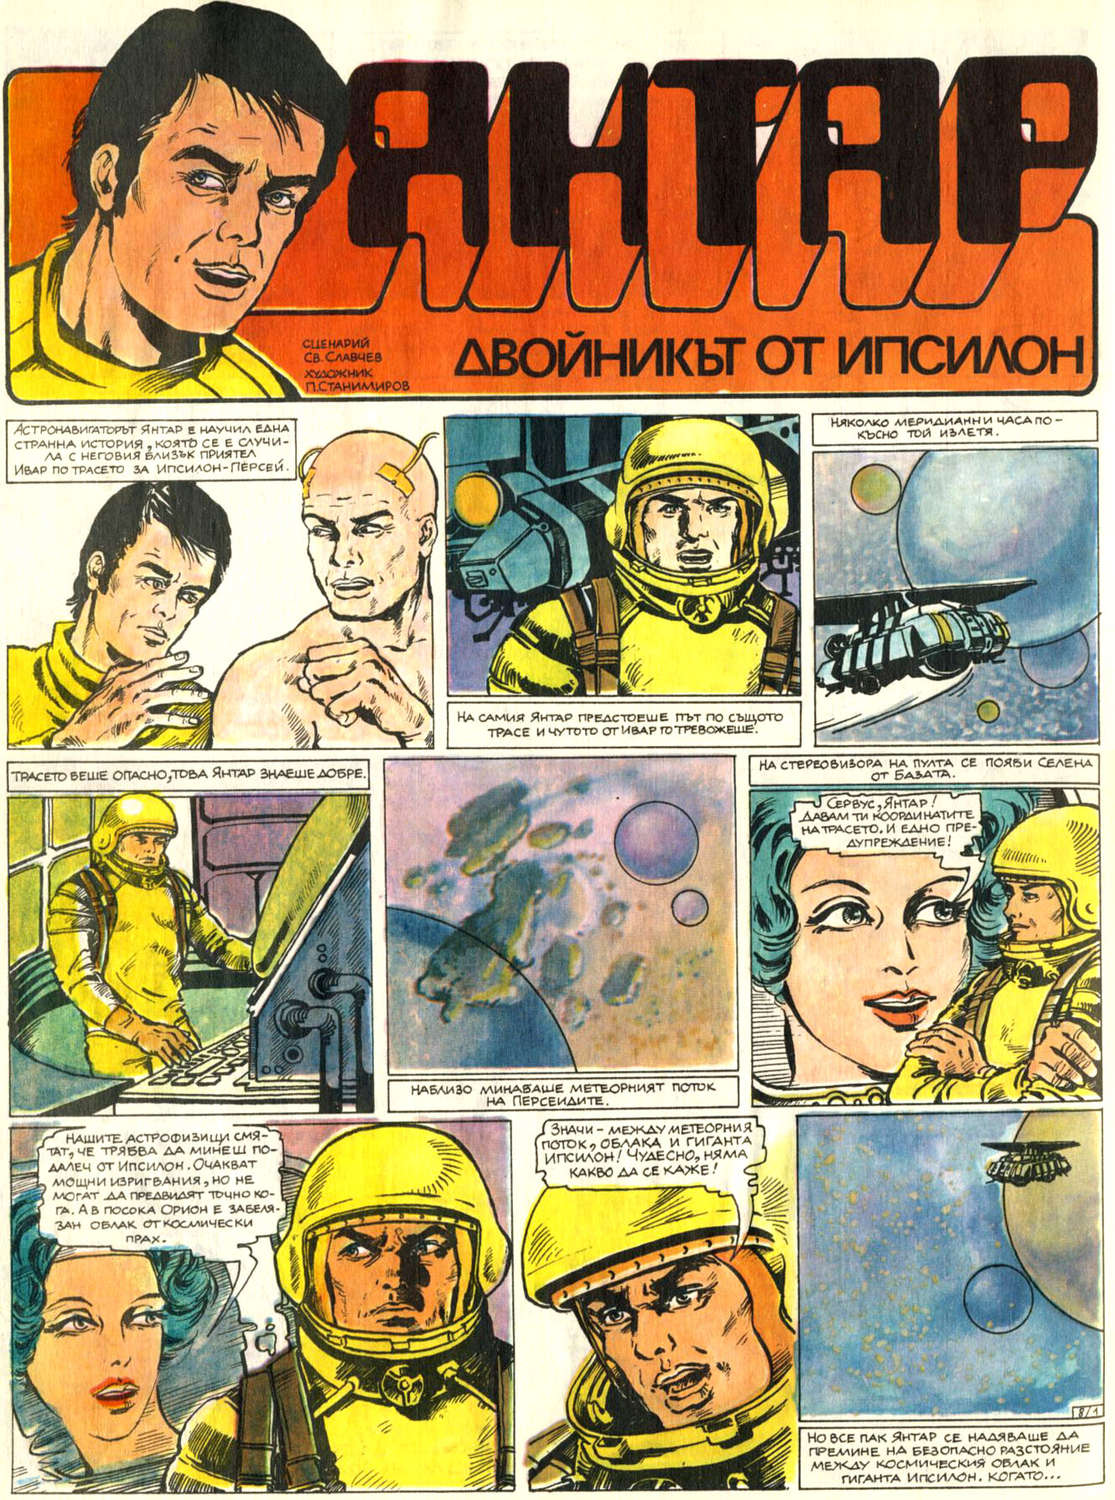 ЯНТАР
СЦЕНАРИЙ
СВ. СЛАВЧЕВ
ХУДОЖНИК
П. СТАНИМИРОВ
ДВОЙНИКЪТ ОТ ИПСИЛОН
АСТРОНАВИГАТОРЪТ ЯНТАР Е НАУЧИЛ ЕДНА
СТРАННА ИСТОРИЯ, КОЯТО СЕ Е СЛУЧИ-
ЛА С НЕГОВИЯ БЛИЗЪК ПРИЯТЕЛ
ИВАР ПО ТРАСЕТО ЗА ИПСИЛОН-ПЕРСЕЙ.
НА САМИЯ ЯНТАР ПРЕДСТОЕШЕ ПЪТ ПО СЪЩОТО
ТРАСЕ И ЧУТОТО ОТ ИВАР ГО ТРЕВОЖЕШЕ.
НЯКОЛКО МЕРИДИАННИ ЧАСА ПО-
КЪСНО ТОЙ ИЗЛЕТЯ.
ТРАСЕТО БЕШЕ ОПАСНО, ТОВА ЯНТАР ЗНАЕШЕ ДОБРЕ.
НАБЛИЗО МИНАВАШЕ МЕТЕОРНИЯТ ПОТОК
НА ПЕРСЕИДИТЕ.
НА СТЕРЕОВИЗОРА НА ПУЛТА СЕ ПОЯВИ СЕЛЕНА
ОТ БАЗАТА.
СЕРВУС, ЯНТАР!
ДАВАМ ТИ КООРДИНАТИТЕ
НА ТРАСЕТО. И ЕДНО ПРЕ-
ДУПРЕЖДЕНИЕ!
НАШИТЕ АСТРОФИЗИЦИ СМЯ-
ТАТ, ЧЕ ТРЯБВА ДА МИНЕШ ПО-
ДАЛЕЧ ОТ ИПСИЛОН. ОЧАКВАТ
МОЩНИ ИЗРИГВАНИЯ, НО НЕ
МОГАТ ДА ПРЕДВИДЯТ ТОЧНО КО-
ГА. А В ПОСОКА ОРИОН Е ЗАБЕЛЯ-
ЗАН ОБЛАК ОТ КОСМИЧЕСКИ
ПРАХ.
ЗНАЧИ - МЕЖДУ МЕТЕОРНИЯ
ПОТОК, ОБЛАКА И ГИГАНТА
ИПСИЛОН! ЧУДЕСНО, НЯМА
КАКВО ДА СЕ КАЖЕ!
8/1
НО ВСЕ ПАК ЯНТАР СЕ НАДЯВАШЕ ДА
ПРЕМИНЕ НА БЕЗОПАСНО РАЗСТОЯНИЕ
МЕЖДУ КОСМИЧЕСКИЯ ОБЛАК И
ГИГАНТА ИПСИЛОН. КОГАТО...